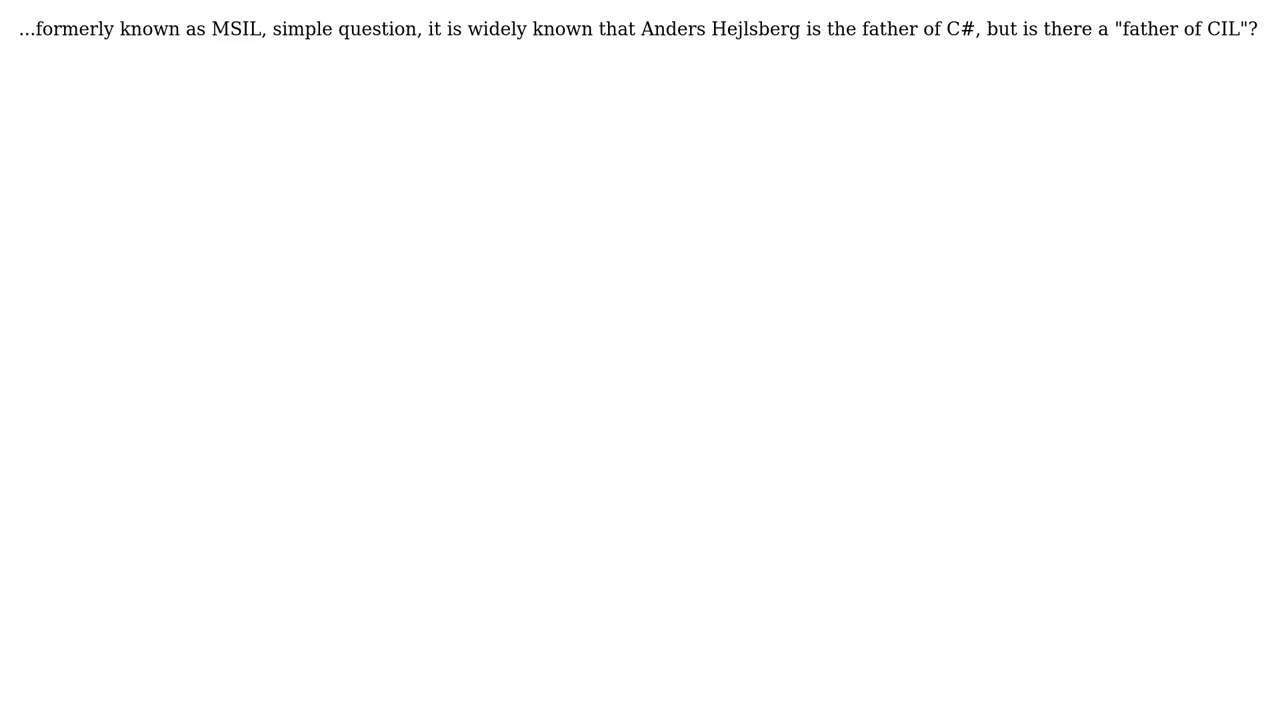 ...formerly known as MSIL, simple question, it is widely known that Anders Hejlsberg is the father of C#, but is there a "father of CIL"?